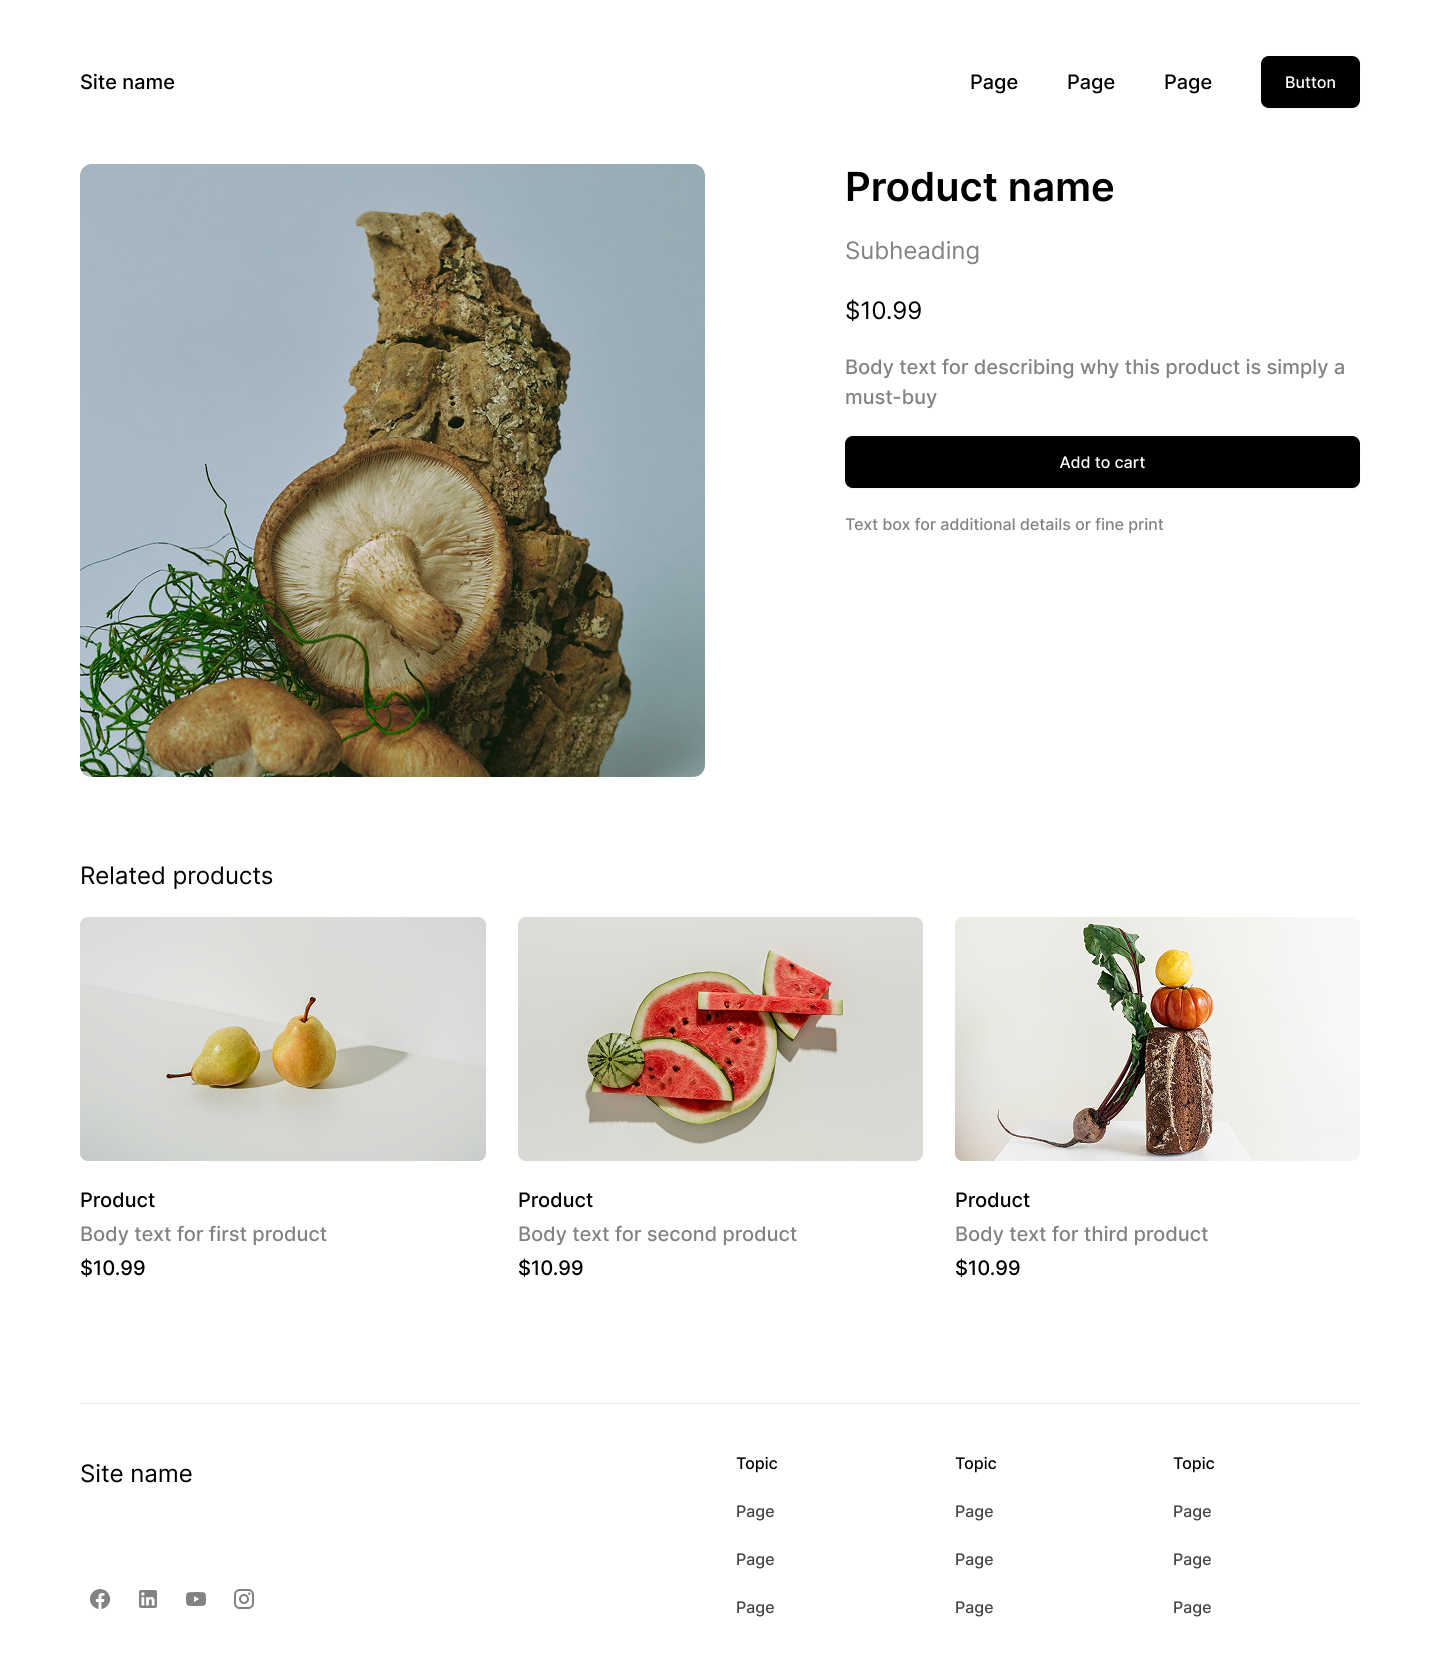 Site name
Page
Page
Page
Button
Product name
Subheading
$10.99
Body text for describing why this product is simply a
must-buy
Add to cart
Text box for additional details or fine print
Related products
Product
Body text for first product
$10.99
Product
Body text for second product
$10.99
Product
Body text for third product
$10.99
Site name
Topic
Page
Page
Page
Topic
Page
Page
Page
Topic
Page
Page
Page